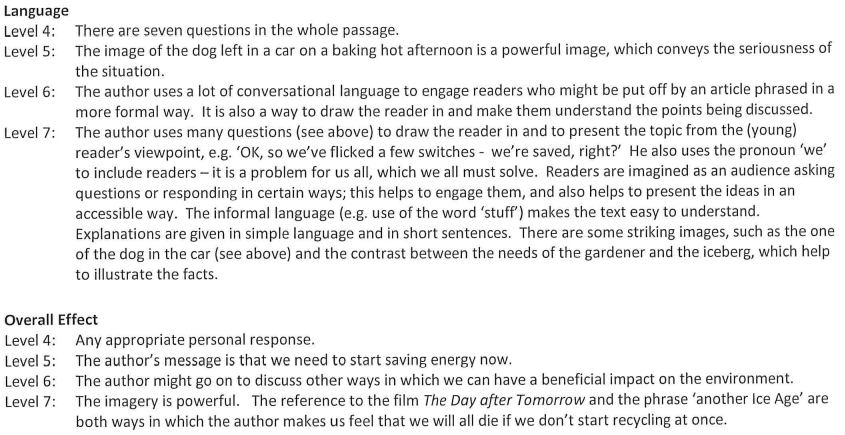 Language
Level 4: There are seven questions in the whole passage.
Level 5: The image of the dog left in a car on a baking hot afternoon is a powerful image, which conveys the seriousness of
the situation.
Level 6: The author uses a lot of conversational language to engage readers who might be put off by an article phrased in a
more formal way. It is also a way to draw the reader in and make them understand the points being discussed.
Level 7: The author uses many questions (see above) to draw the reader in and to present the topic from the (young)
reader's viewpoint, e.g. 'OK, so we've flicked a few switches - we're saved, right?' He also uses the pronoun 'we'
to include readers – it is a problem for us all, which we all must solve. Readers are imagined as an audience asking
questions or responding in certain ways; this helps to engage them, and also helps to present the ideas in an
accessible way. The informal language (e.g. use of the word 'stuff') makes the text easy to understand.
Explanations are given in simple language and in short sentences. There are some striking images, such as the one
of the dog in the car (see above) and the contrast between the needs of the gardener and the iceberg, which help
to illustrate the facts.
Overall Effect
Level 4: Any appropriate personal response.
Level 5: The author's message is that we need to start saving energy now.
Level 6: The author might go on to discuss other ways in which we can have a beneficial impact on the environment.
Level 7: The imagery is powerful. The reference to the film The Day after Tomorrow and the phrase 'another Ice Age' are
both ways in which the author makes us feel that we will all die if we don't start recycling at once.